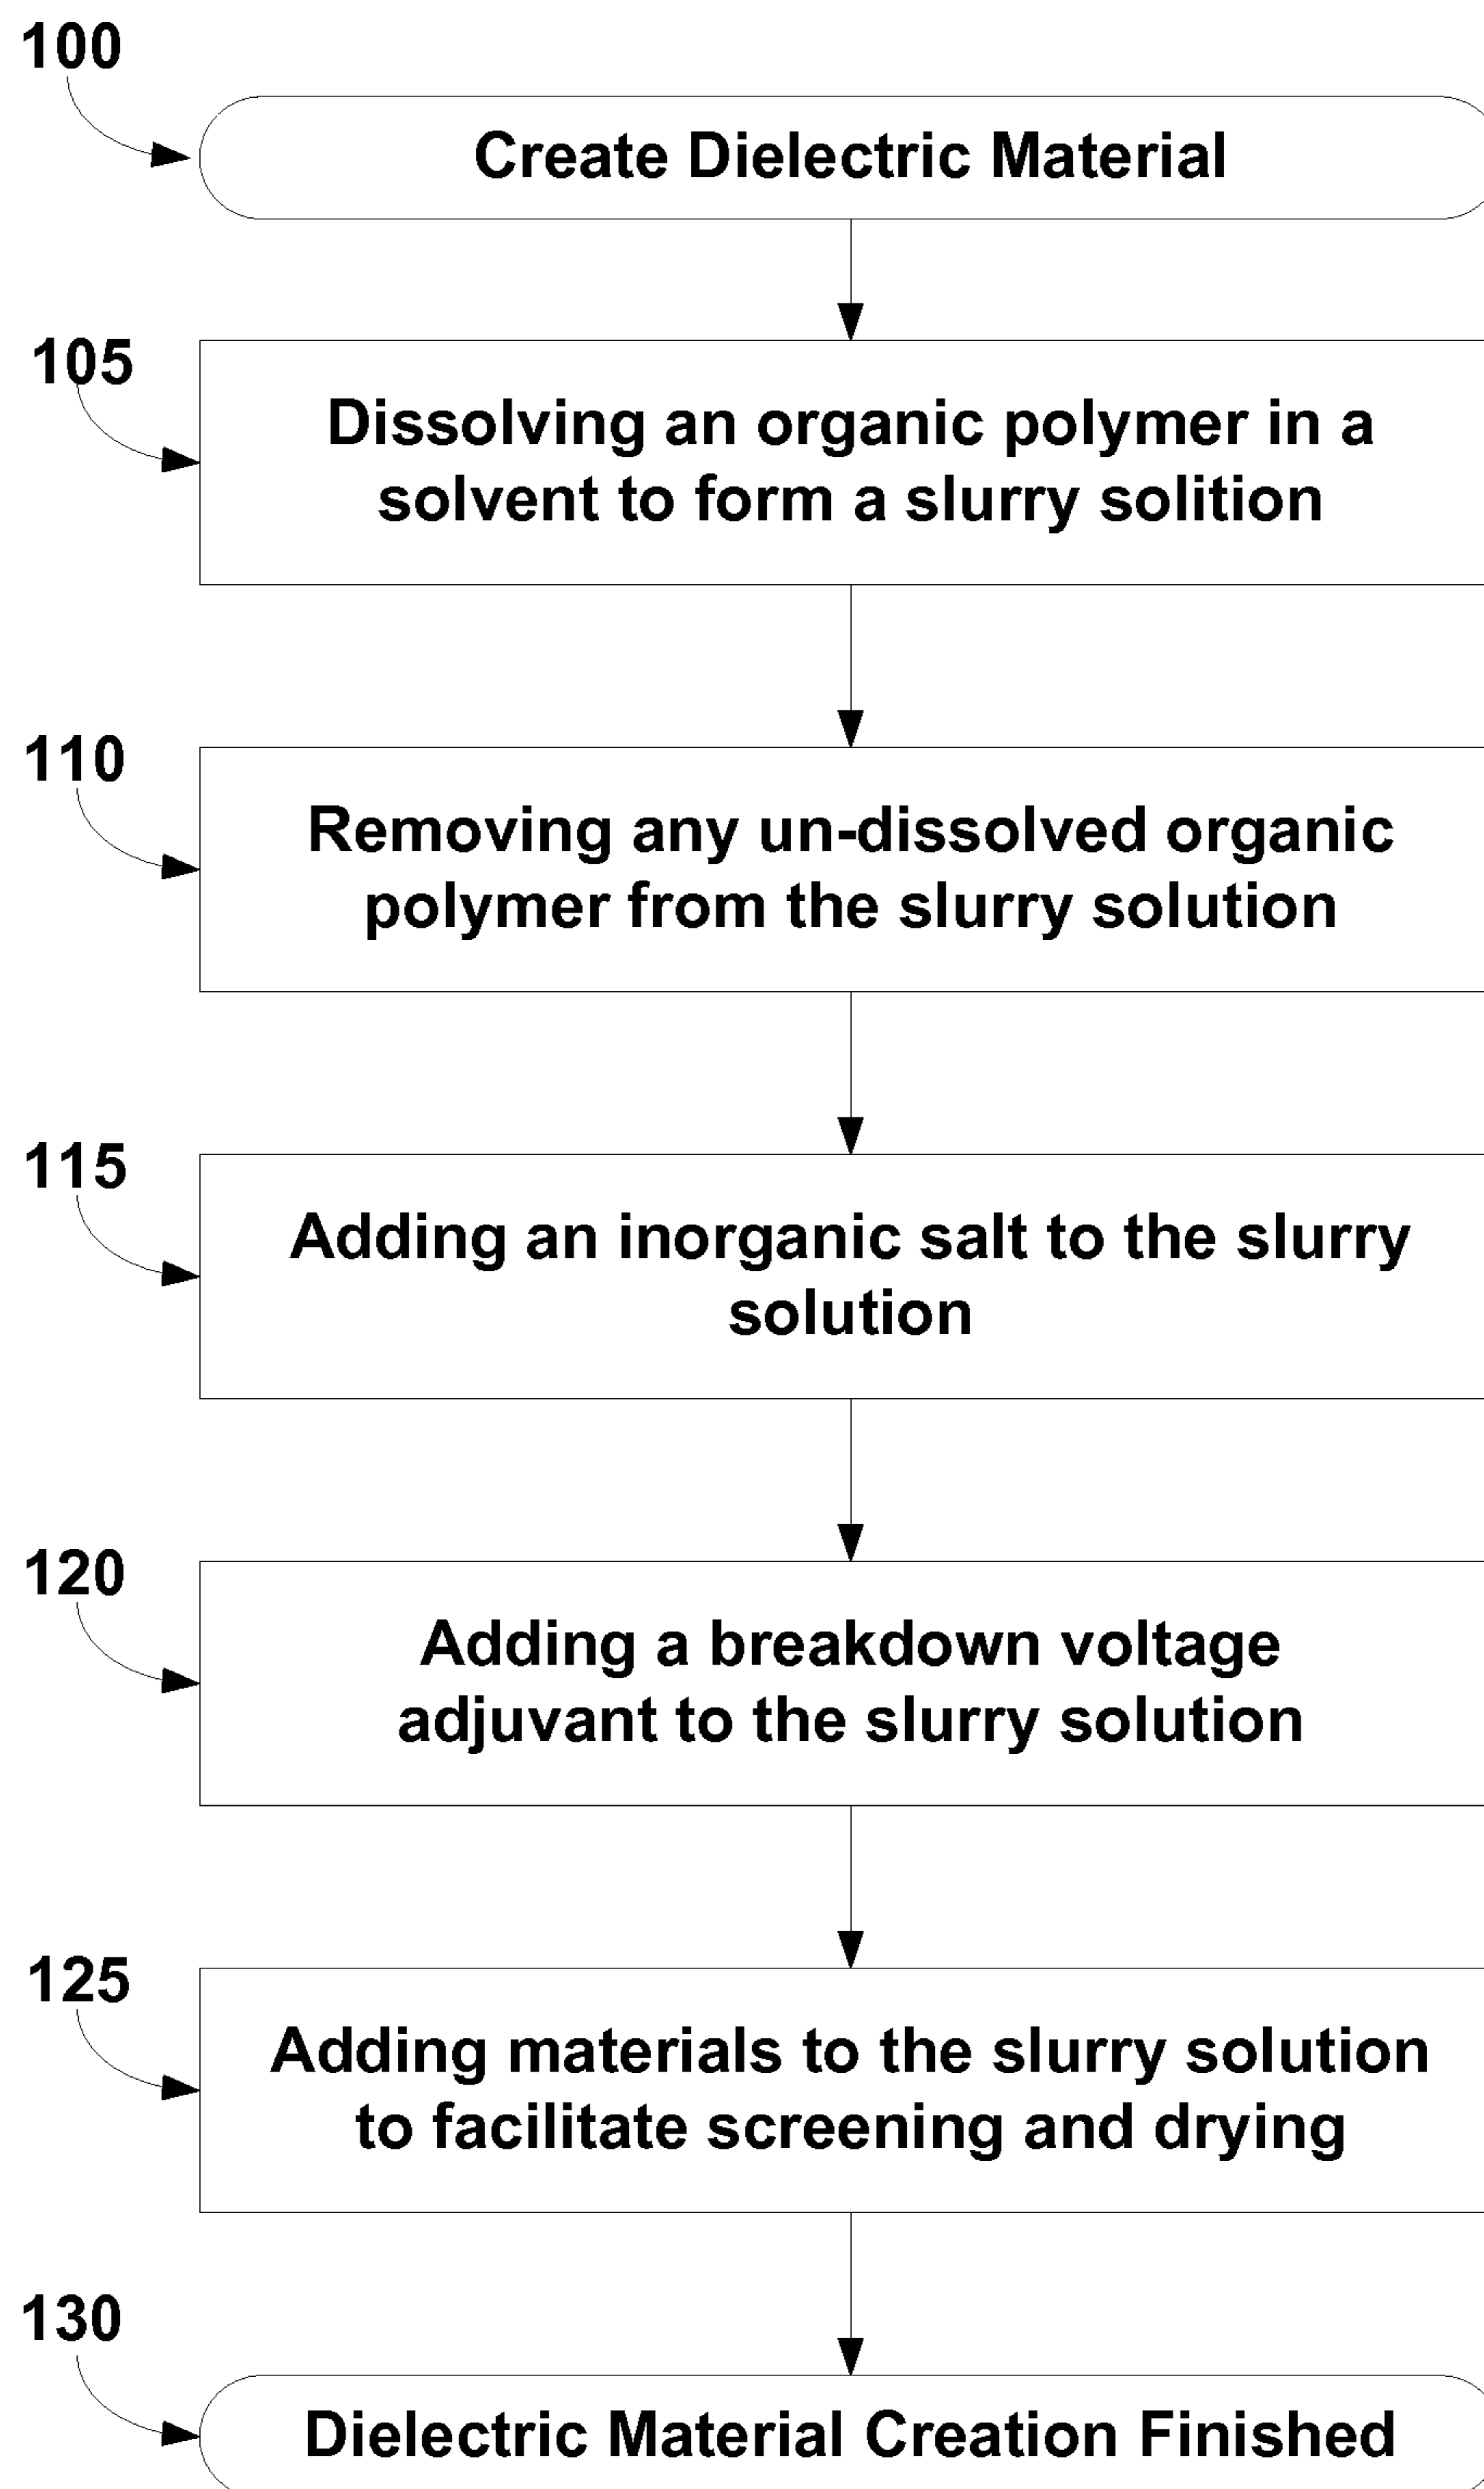 100
Create Dielectric Material
105
Dissolving an organic polymer in a
solvent to form a slurry solition
110
Removing any un-dissolved organic
polymer from the slurry solution
115
Adding an inorganic salt to the slurry
solution
120
Adding a breakdown voltage
adjuvant to the slurry solution
125
Adding materials to the slurry solution
to facilitate screening and drying
130
Dielectric Material Creation Finished